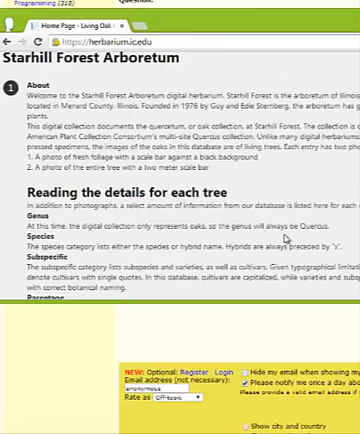 Programming (318)
Home Page - Living Oak
https://herbarium.ic.edu
Starhill Forest Arboretum
1
About
Welcome to the Starhill Forest Arboretum digital herbarium. Starhill Forest is the arboretum of Illinois
located in Menard County, Illinois. Founded in 1976 by Guy and Edie Sternberg, the arboretum has g
plants.
This digital collection documents the quercetum, or oak collection, at Starhill Forest. The collection is
American Plant Collection Consortium's multi-site Quercus collection. Unlike many digital herbariums
pressed specimens, the images of the oaks in this database are of living trees. Each entry has two pho
1. A photo of fresh foliage with a scale bar against a black background
2. A photo of the entire tree with a two meter scale bar
Reading the details for each tree
In addition to photographs, a select amount of information from our database is listed here for each
Genus
At this time, the digital collection only represents oaks, so the genus will always be Quercus.
Species
The species category lists either the species or hybrid name. Hybrids are always preceded by "x".
Subspecific
The subspecific category lists subspecies and varieties, as well as cultivars. Given typographical limitati
denote cultivars with single quotes. In this database, cultivars are capitalized, while varieties and subs
with correct botanical naming.
Parentage
NEW: Optional: Register Login
Email address (not necessary):
anonymous
Rate as Off-topic
Hide my email when showing my
Please notify me once a day abo
Please provide a valid email address if
Show city and country